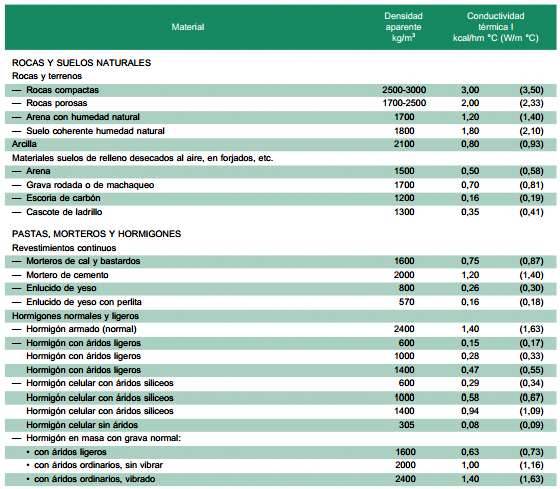 Material Densidad aparente kg/m³ Conductividad térmica l kcal/hm °C (W/m °C)
ROCAS Y SUELOS NATURALES
Rocas y terrenos
— Rocas compactas 2500-3000 3,00 (3,50)
— Rocas porosas 1700-2500 2,00 (2,33)
— Arena con humedad natural 1700 1,20 (1,40)
— Suelo coherente humedad natural 1800 1,80 (2,10)
Arcilla 2100 0,80 (0,93)
Materiales suelos de relleno desecados al aire, en forjados, etc.
— Arena 1500 0,50 (0,58)
— Grava rodada o de machaqueo 1700 0,70 (0,81)
— Escoria de carbón 1200 0,16 (0,19)
— Cascote de ladrillo 1300 0,35 (0,41)
PASTAS, MORTEROS Y HORMIGONES
Revestimientos continuos
— Morteros de cal y bastardos 1600 0,75 (0,87)
— Mortero de cemento 2000 1,20 (1,40)
— Enlucido de yeso 800 0,26 (0,30)
— Enlucido de yeso con perlita 570 0,16 (0,18)
Hormigones normales y ligeros
— Hormigón armado (normal) 2400 1,40 (1,63)
— Hormigón con áridos ligeros 600 0,15 (0,17)
Hormigón con áridos ligeros 1000 0,28 (0,33)
Hormigón con áridos ligeros 1400 0,47 (0,55)
— Hormigón celular con áridos siliceos 600 0,29 (0,34)
Hormigón celular con áridos siliceos 1000 0,58 (0,67)
Hormigón celular con áridos siliceos 1400 0,94 (1,09)
Hormigón celular sin áridos 305 0,08 (0,09)
— Hormigón en masa con grava normal:
• con áridos ligeros 1600 0,63 (0,73)
• con áridos ordinarios, sin vibrar 2000 1,00 (1,16)
• con áridos ordinarios, vibrado 2400 1,40 (1,63)